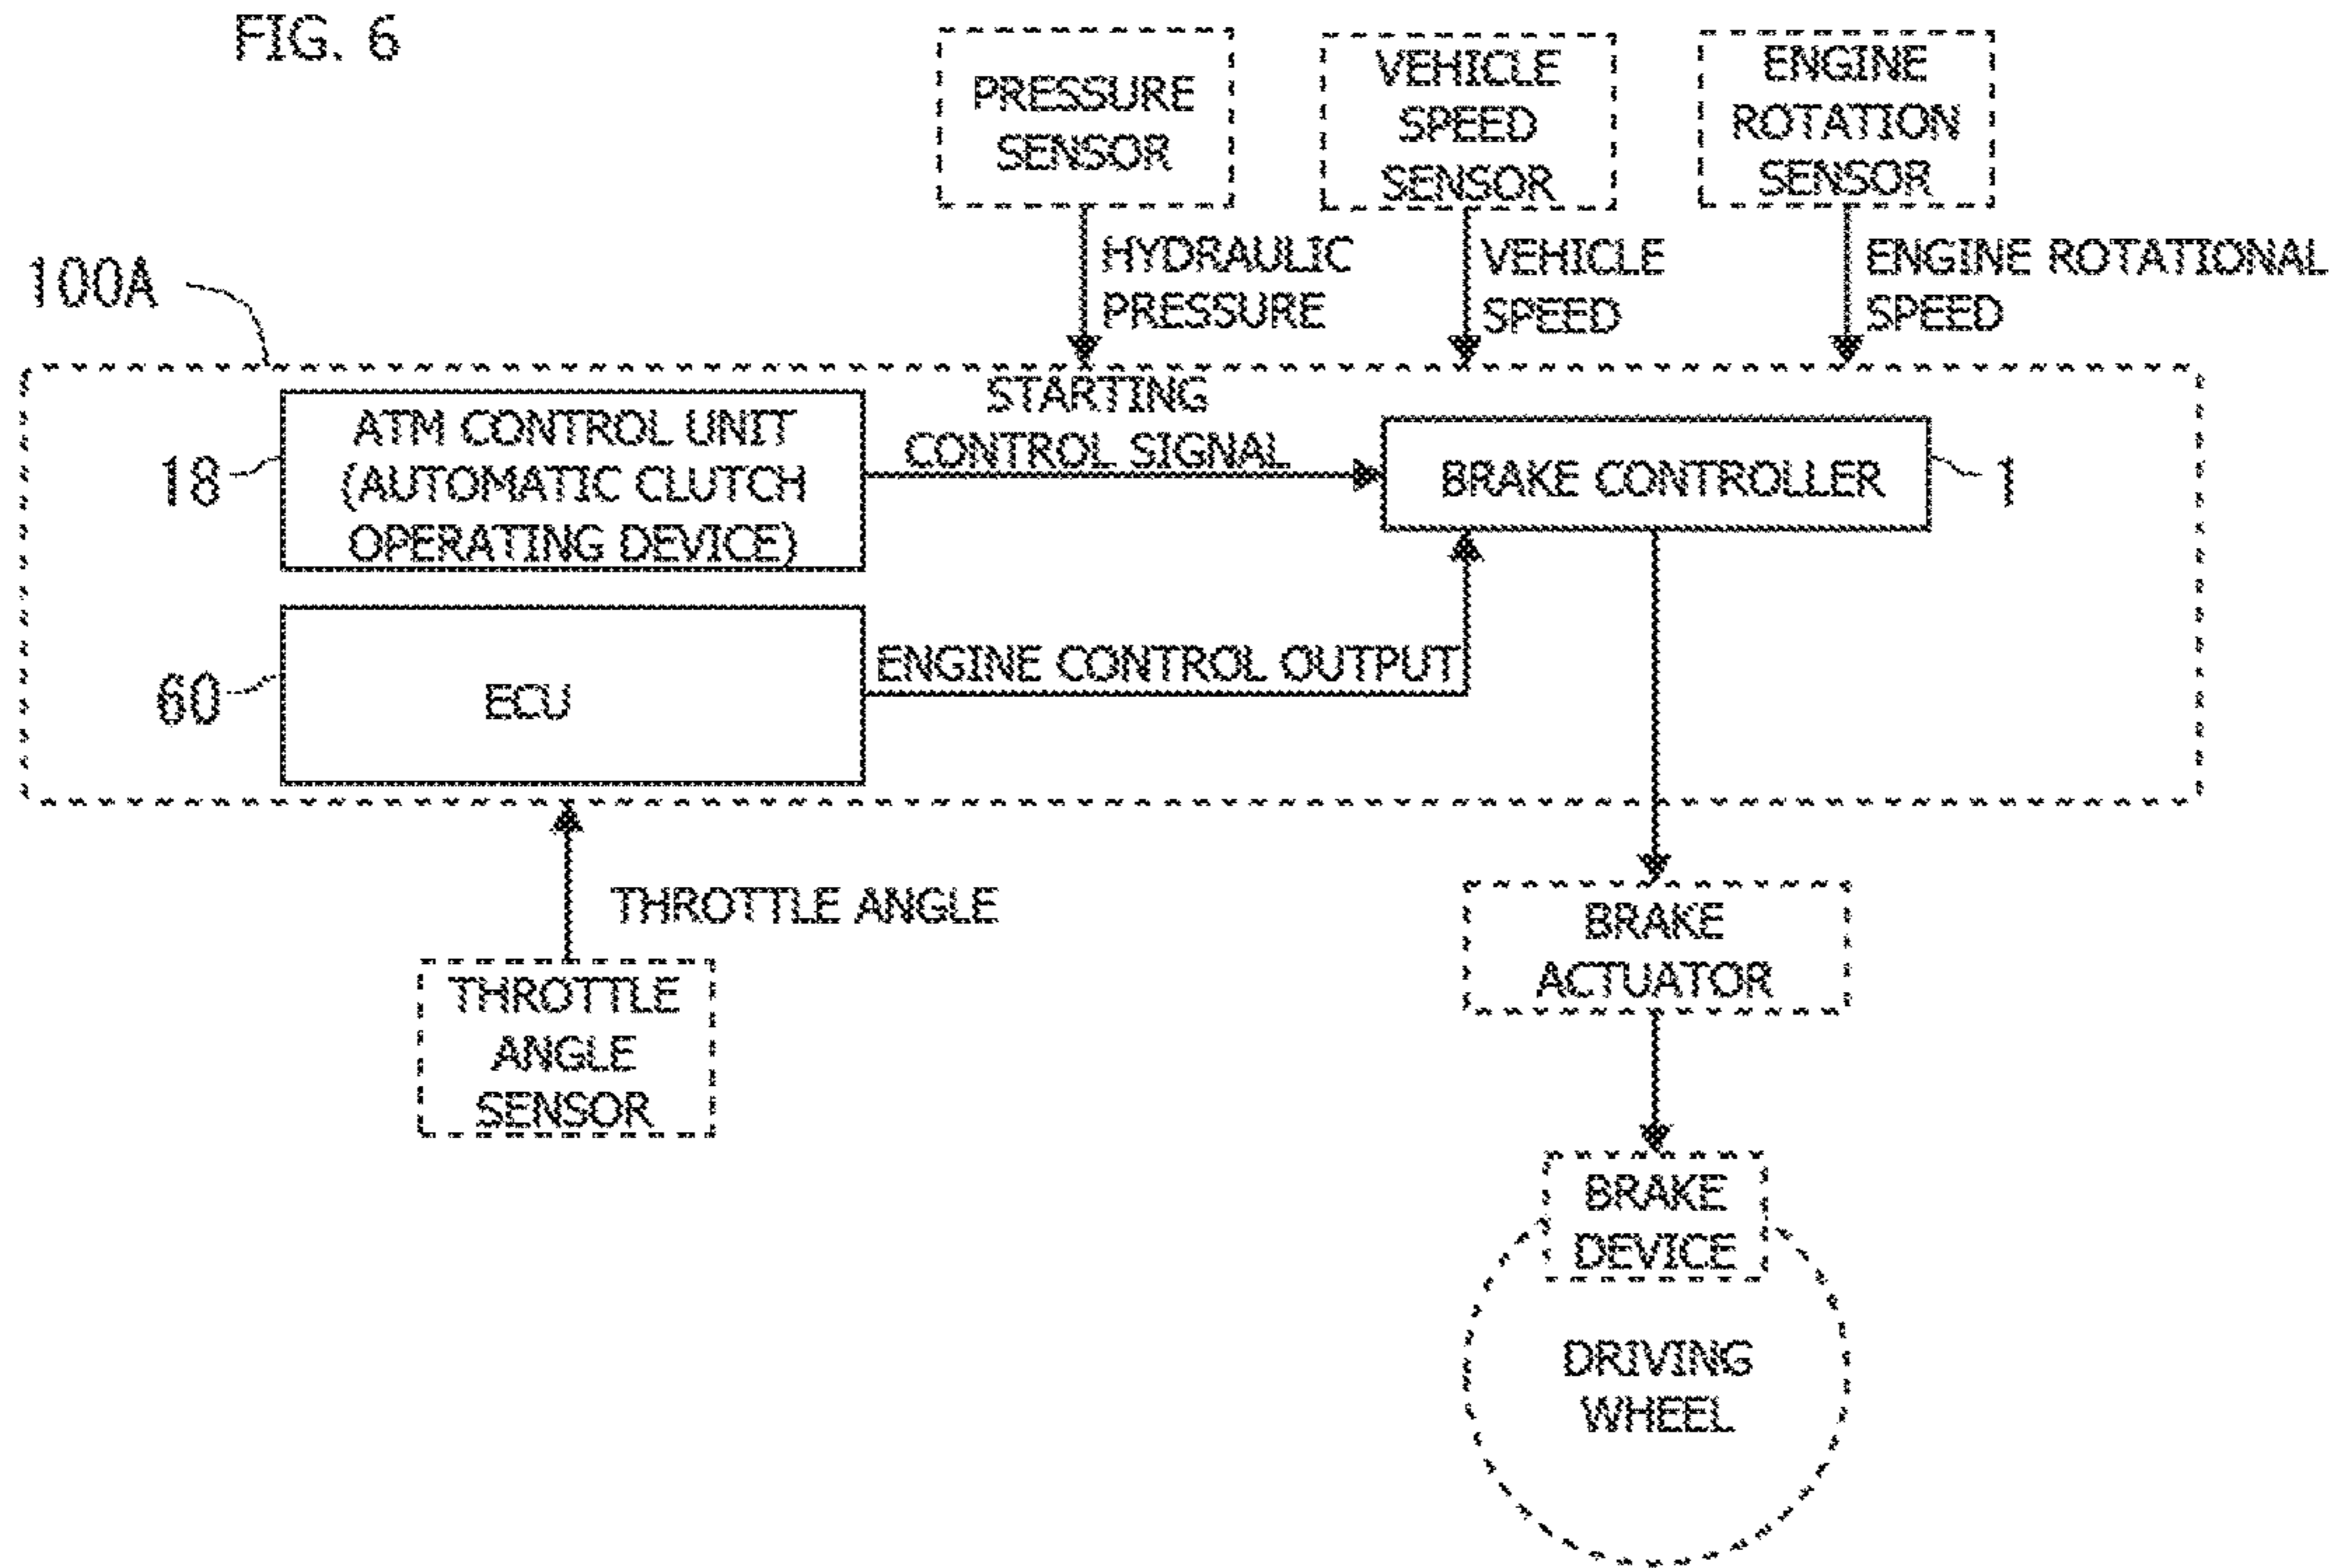 FIG. 6
PRESSURE
SENSOR
VEHICLE
SPEED
SENSOR
ENGINE
ROTATION
SENSOR
HYDRAULIC
PRESSURE
VEHICLE
SPEED
ENGINE ROTATIONAL
SPEED
100A
ATM CONTROL UNIT
(AUTOMATIC CLUTCH
OPERATING DEVICE)
18
STARTING
CONTROL SIGNAL
BRAKE CONTROLLER
1
60
ECU
ENGINE CONTROL OUTPUT
THROTTLE ANGLE
THROTTLE
ANGLE
SENSOR
BRAKE
ACTUATOR
BRAKE
DEVICE
DRIVING
WHEEL